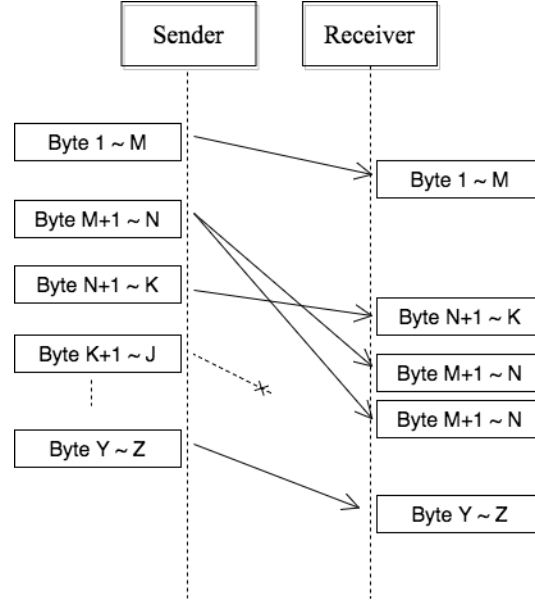 Sender
Receiver
Byte 1 ~ M
Byte 1 ~ M
Byte M+1 ~ N
Byte N+1 ~ K
Byte N+1 ~ K
Byte K+1 ~ J
Byte M+1 ~ N
Byte M+1 ~ N
Byte Y ~ Z
Byte Y ~ Z